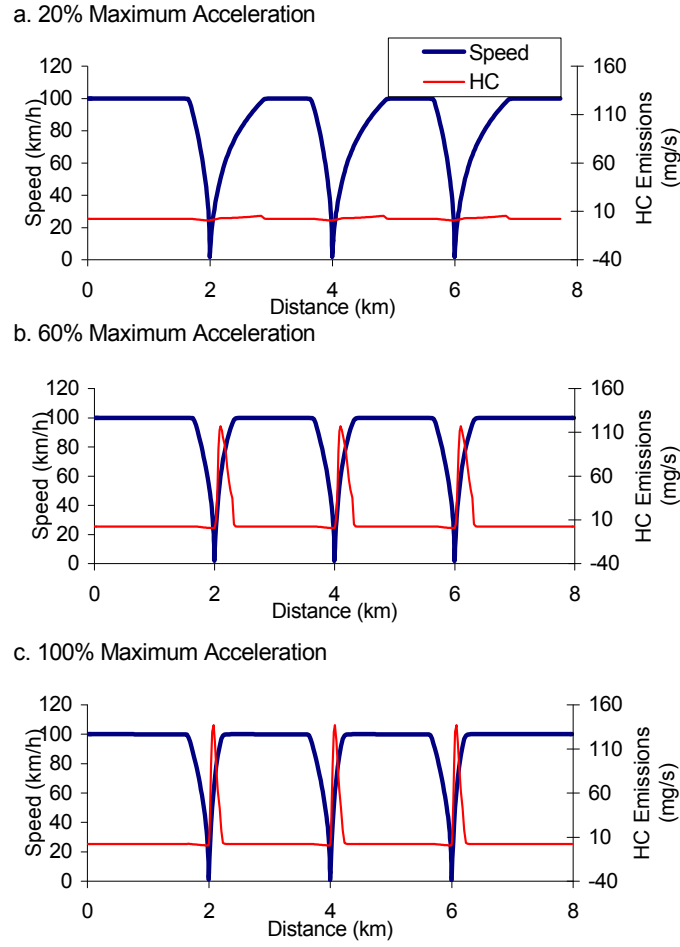 a. 20% Maximum Acceleration
Speed
HC
120
100
80
60
40
20
0
Speed (km/h)
160
110
60
10
-40
HC Emissions
(mg/s)
0 2 4 6 8
Distance (km)
b. 60% Maximum Acceleration
120
100
80
60
40
20
0
Speed (km/h)
160
110
60
10
-40
HC Emissions
(mg/s)
0 2 4 6 8
Distance (km)
c. 100% Maximum Acceleration
120
100
80
60
40
20
0
Speed (km/h)
160
110
60
10
-40
HC Emissions
(mg/s)
0 2 4 6 8
Distance (km)